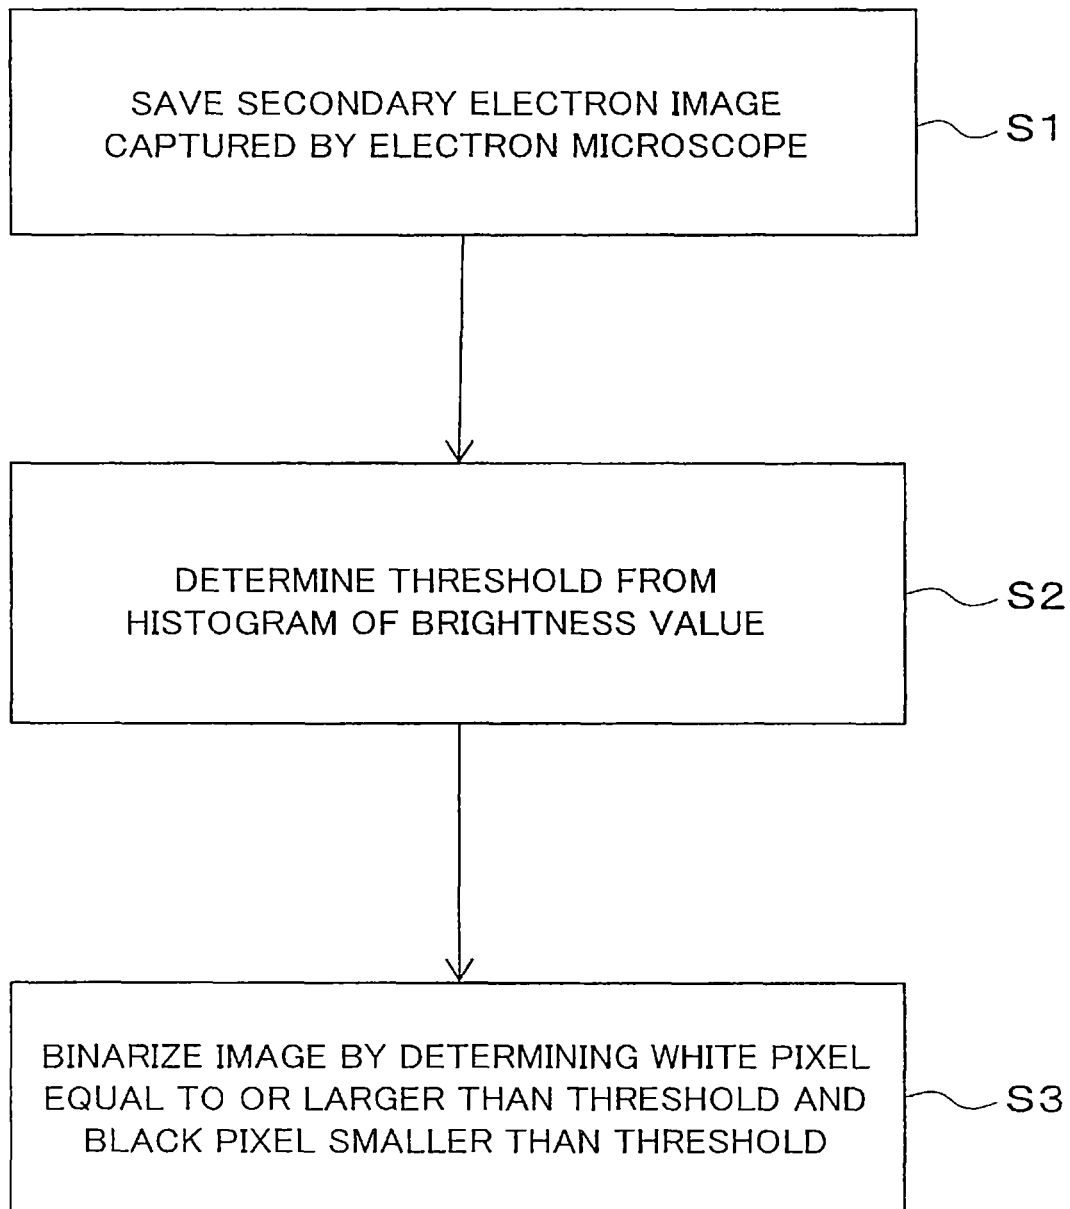 SAVE SECONDARY ELECTRON IMAGE
CAPTURED BY ELECTRON MICROSCOPE
S1
DETERMINE THRESHOLD FROM
HISTOGRAM OF BRIGHTNESS VALUE
S2
BINARIZE IMAGE BY DETERMINING WHITE PIXEL
EQUAL TO OR LARGER THAN THRESHOLD AND
BLACK PIXEL SMALLER THAN THRESHOLD
S3